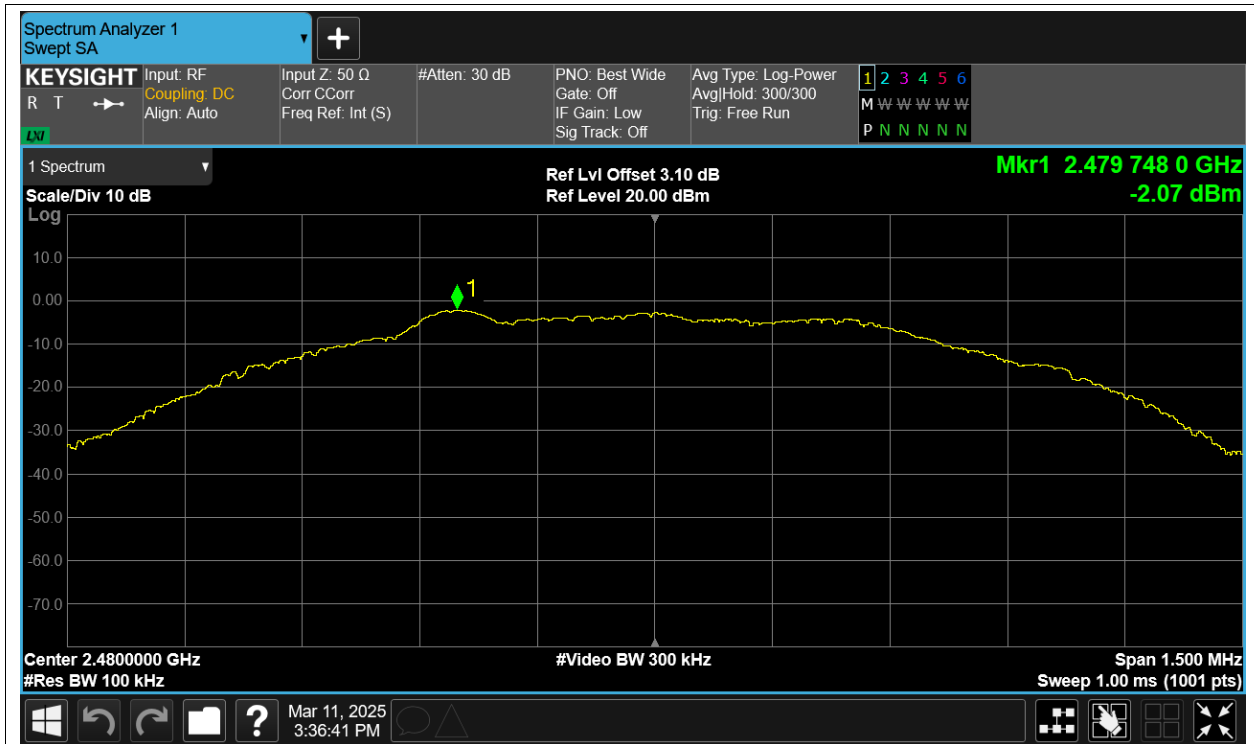 Spectrum Analyzer 1
Swept SA
+
KEYSIGHT
R T
LXI
Input: RF
Coupling: DC
Align: Auto
Input Z: 50 Ω
Corr CCorr
Freq Ref: Int (S)
#Atten: 30 dB
PNO: Best Wide
Gate: Off
IF Gain: Low
Sig Track: Off
Avg Type: Log-Power
Avg|Hold: 300/300
Trig: Free Run
1 2 3 4 5 6
M W W W W W
P N N N N N
1 Spectrum
Scale/Div 10 dB
Log
Ref Lvl Offset 3.10 dB
Ref Level 20.00 dBm
Mkr1 2.479 748 0 GHz
-2.07 dBm
10.0
0.00
-10.0
-20.0
-30.0
-40.0
-50.0
-60.0
-70.0
1
Center 2.4800000 GHz
#Res BW 100 kHz
#Video BW 300 kHz
Span 1.500 MHz
Sweep 1.00 ms (1001 pts)
?
Mar 11, 2025
3:36:41 PM